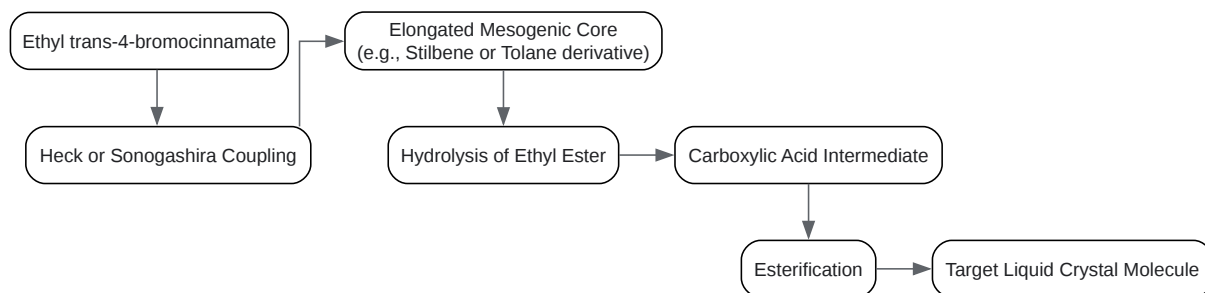 Ethyl trans-4-bromocinnamate
Heck or Sonogashira Coupling
Elongated Mesogenic Core
(e.g., Stilbene or Tolane derivative)
Hydrolysis of Ethyl Ester
Carboxylic Acid Intermediate
Esterification
Target Liquid Crystal Molecule